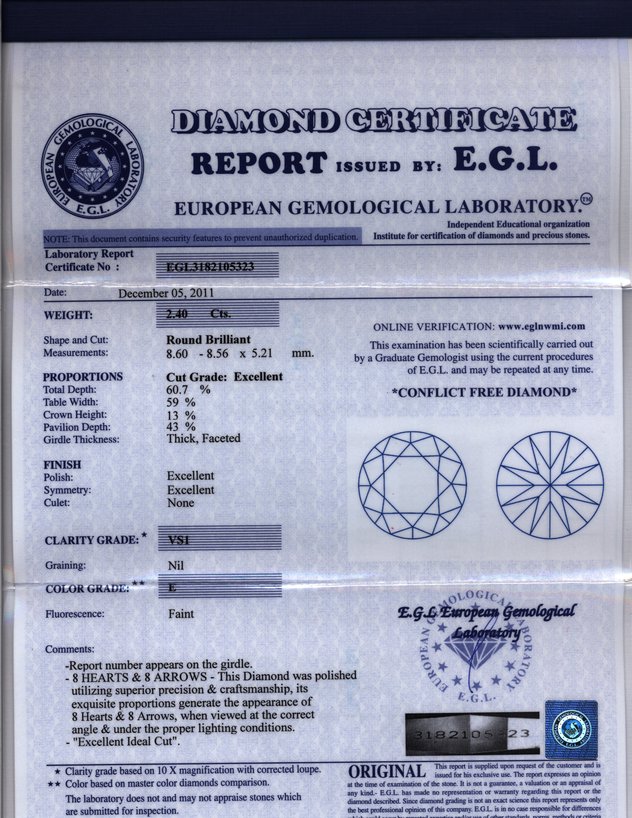 EUROPEAN GEMOLOGICAL LABORATORY
E.G.L.
DIAMOND CERTIFICATE
REPORT ISSUED BY: E.G.L.
EUROPEAN GEMOLOGICAL LABORATORY.™
Independent Educational organization
NOTE: This document contains security features to prevent unauthorized duplication.
Institute for certification of diamonds and precious stones.
Laboratory Report
Certificate No : EGL3182105323
Date: December 05, 2011
WEIGHT: 2.40 Cts.
ONLINE VERIFICATION: www.eglnwmi.com
Shape and Cut: Round Brilliant
Measurements: 8.60 - 8.56 x 5.21 mm.
This examination has been scientifically carried out
by a Graduate Gemologist using the current procedures
of E.G.L. and may be repeated at any time.
*CONFLICT FREE DIAMOND*
PROPORTIONS Cut Grade: Excellent
Total Depth: 60.7 %
Table Width: 59 %
Crown Height: 13 %
Pavilion Depth: 43 %
Girdle Thickness: Thick, Faceted
FINISH
Polish: Excellent
Symmetry: Excellent
Culet: None
CLARITY GRADE: * VS1
Graining: Nil
COLOR GRADE: ** E
Fluorescence: Faint
E.G.L European Gemological
Laboratory
EUROPEAN GEMOLOGICAL LABORATORY
E.G.L.
Comments:
-Report number appears on the girdle.
- 8 HEARTS & 8 ARROWS - This Diamond was polished
utilizing superior precision & craftsmanship, its
exquisite proportions generate the appearance of
8 Hearts & 8 Arrows, when viewed at the correct
angle & under the proper lighting conditions.
- "Excellent Ideal Cut".
3182105323
* Clarity grade based on 10 X magnification with corrected loupe.
** Color based on master color diamonds comparison.
The laboratory does not and may not appraise stones which
are submitted for inspection.
ORIGINAL This report is supplied upon request of the customer and is
issued for his exclusive use. The report expresses an opinion
at the time of examination of the stone. It is not a guarantee, a valuation or an appraisal of
any kind.- E.G.L. has made no representation or warranty regarding this report or the
diamond described. Since diamond grading is not an exact science this report represents only
the best professional opinion of this company. E.G.L. is in no case responsible for differences